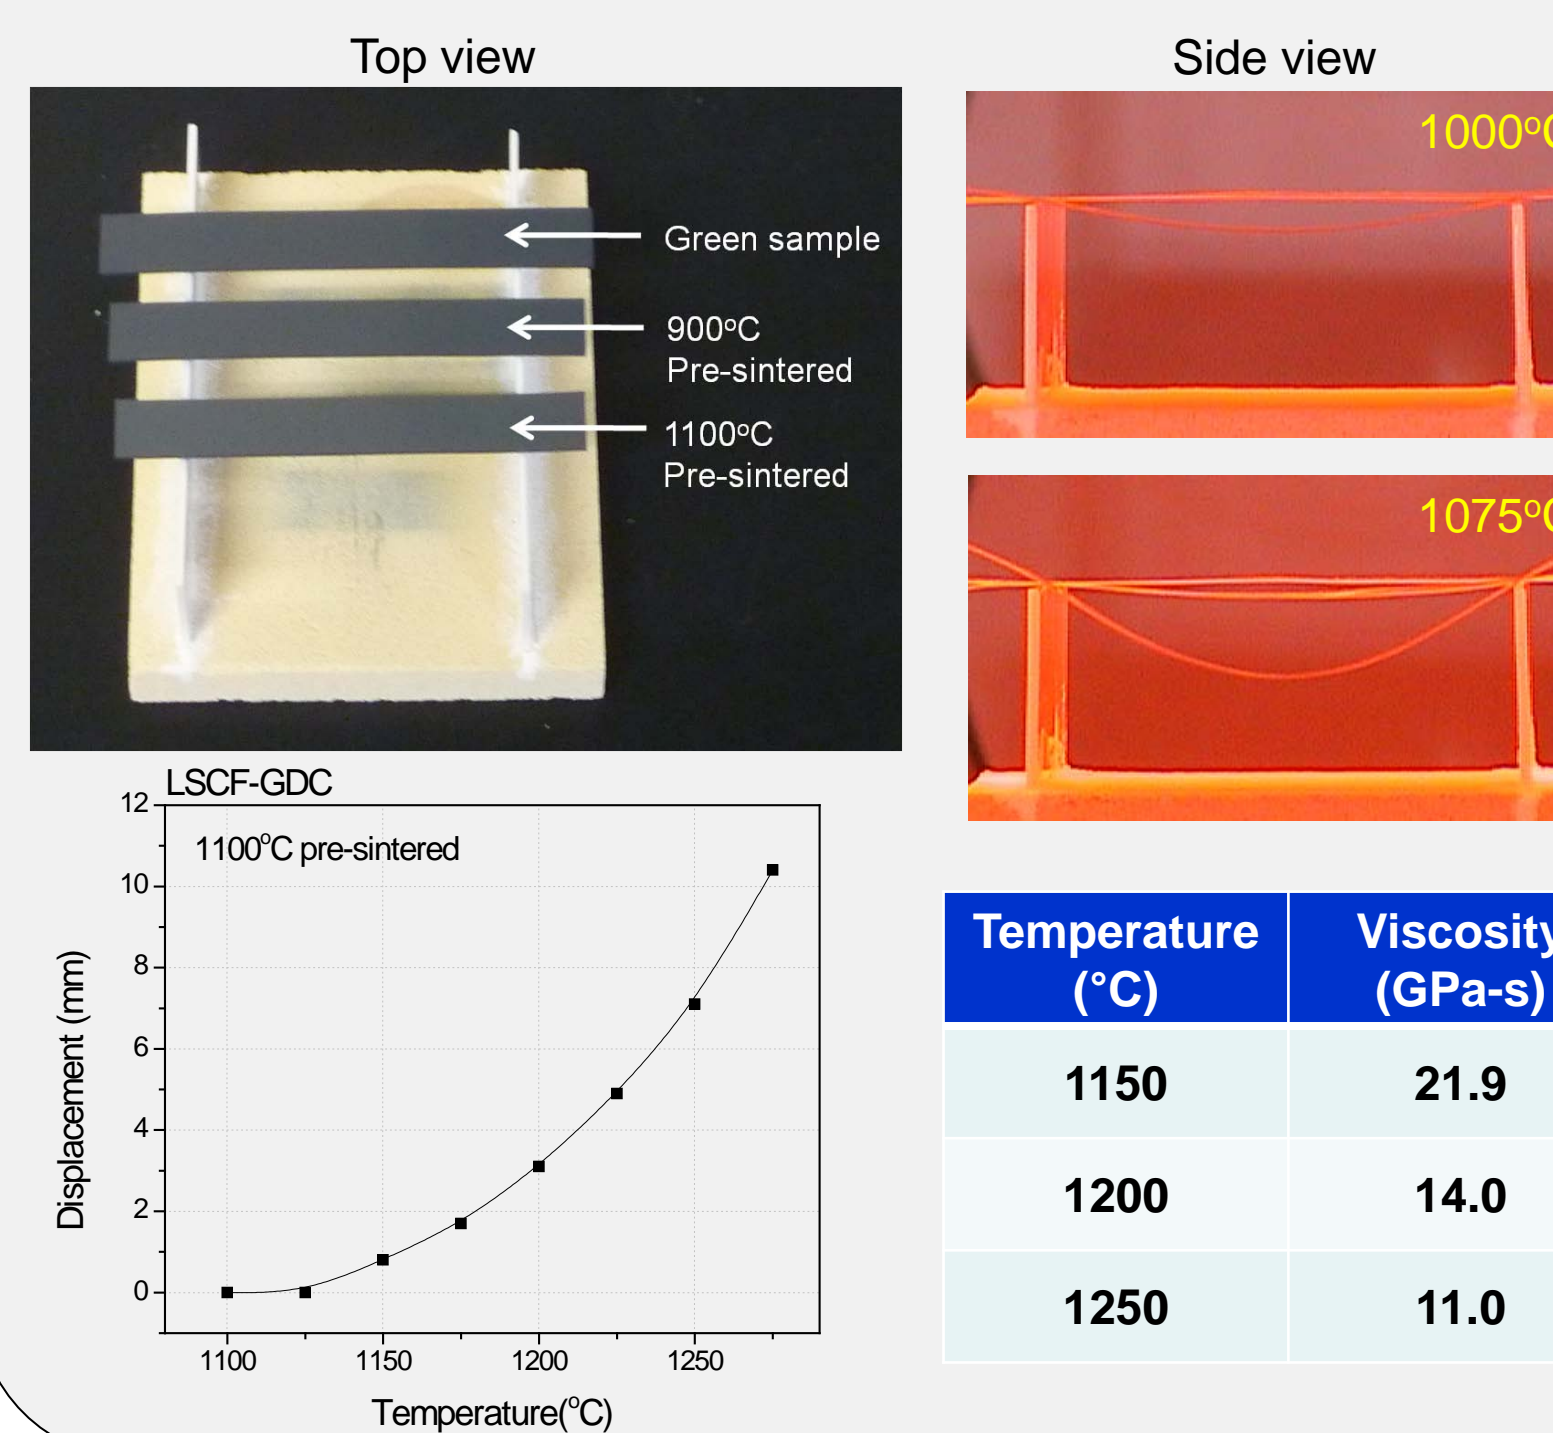 Top view
Side view
Green sample
900°C
Pre-sintered
1100°C
Pre-sintered
1000°C
1075°C
LSCF-GDC
1100°C pre-sintered
12
10
8
6
4
2
0
Displacement (mm)
1100
1150
1200
1250
Temperature(°C)
Temperature
(°C)
Viscosity
(GPa-s)
1150
21.9
1200
14.0
1250
11.0